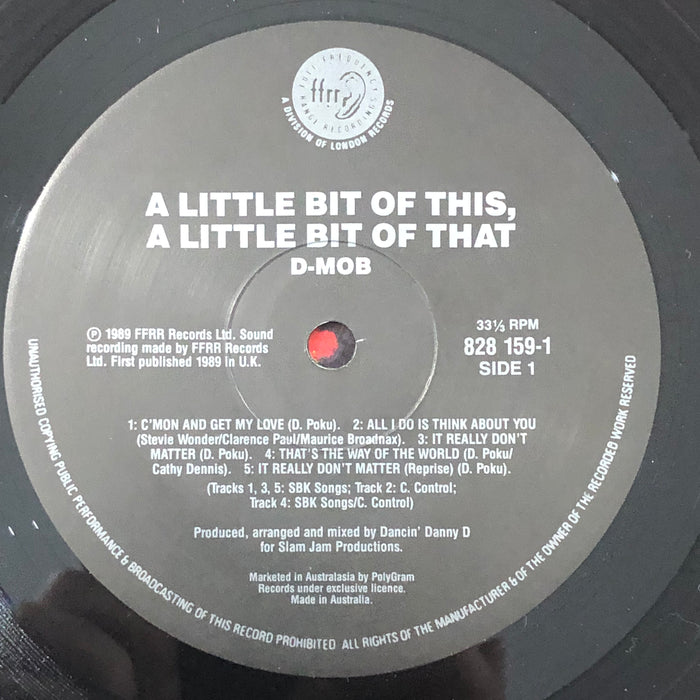 FULL FREQUENCY
ffrr
RANGE RECORDINGS
A DIVISION OF LONDON RECORDS
A LITTLE BIT OF THIS,
A LITTLE BIT OF THAT
D-MOB
℗ 1989 FFRR Records Ltd. Sound
recording made by FFRR Records
Ltd. First published 1989 in U.K.
33⅓ RPM
828 159-1
SIDE 1
1: C'MON AND GET MY LOVE (D. Poku). 2: ALL I DO IS THINK ABOUT YOU
(Stevie Wonder/Clarence Paul/Maurice Broadnax). 3: IT REALLY DON'T
MATTER (D. Poku). 4: THAT'S THE WAY OF THE WORLD (D. Poku/
Cathy Dennis). 5: IT REALLY DON'T MATTER (Reprise) (D. Poku).
(Tracks 1, 3, 5: SBK Songs; Track 2: C. Control;
Track 4: SBK Songs/C. Control)
Produced, arranged and mixed by Dancin' Danny D
for Slam Jam Productions.
Marketed in Australasia by PolyGram
Records under exclusive licence.
Made in Australia.
UNAUTHORISED COPYING PUBLIC PERFORMANCE & BROADCASTING OF THIS RECORD PROHIBITED ALL RIGHTS OF THE MANUFACTURER & OF THE OWNER OF THE RECORDED WORK RESERVED